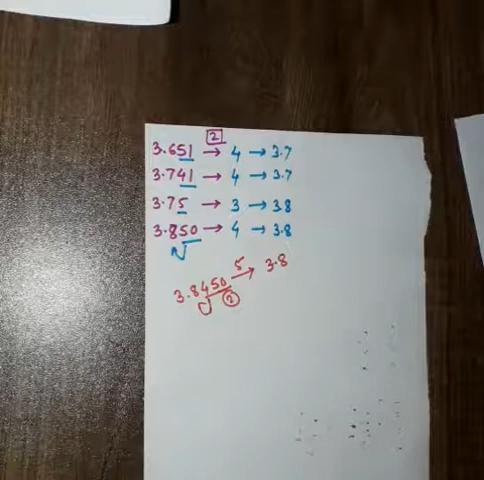 2
3.651 → 4 → 3.7
3.741 → 4 → 3.7
3.75 → 3 → 3.8
3.850 → 4 → 3.8
5
3.8450 → 3.8
2